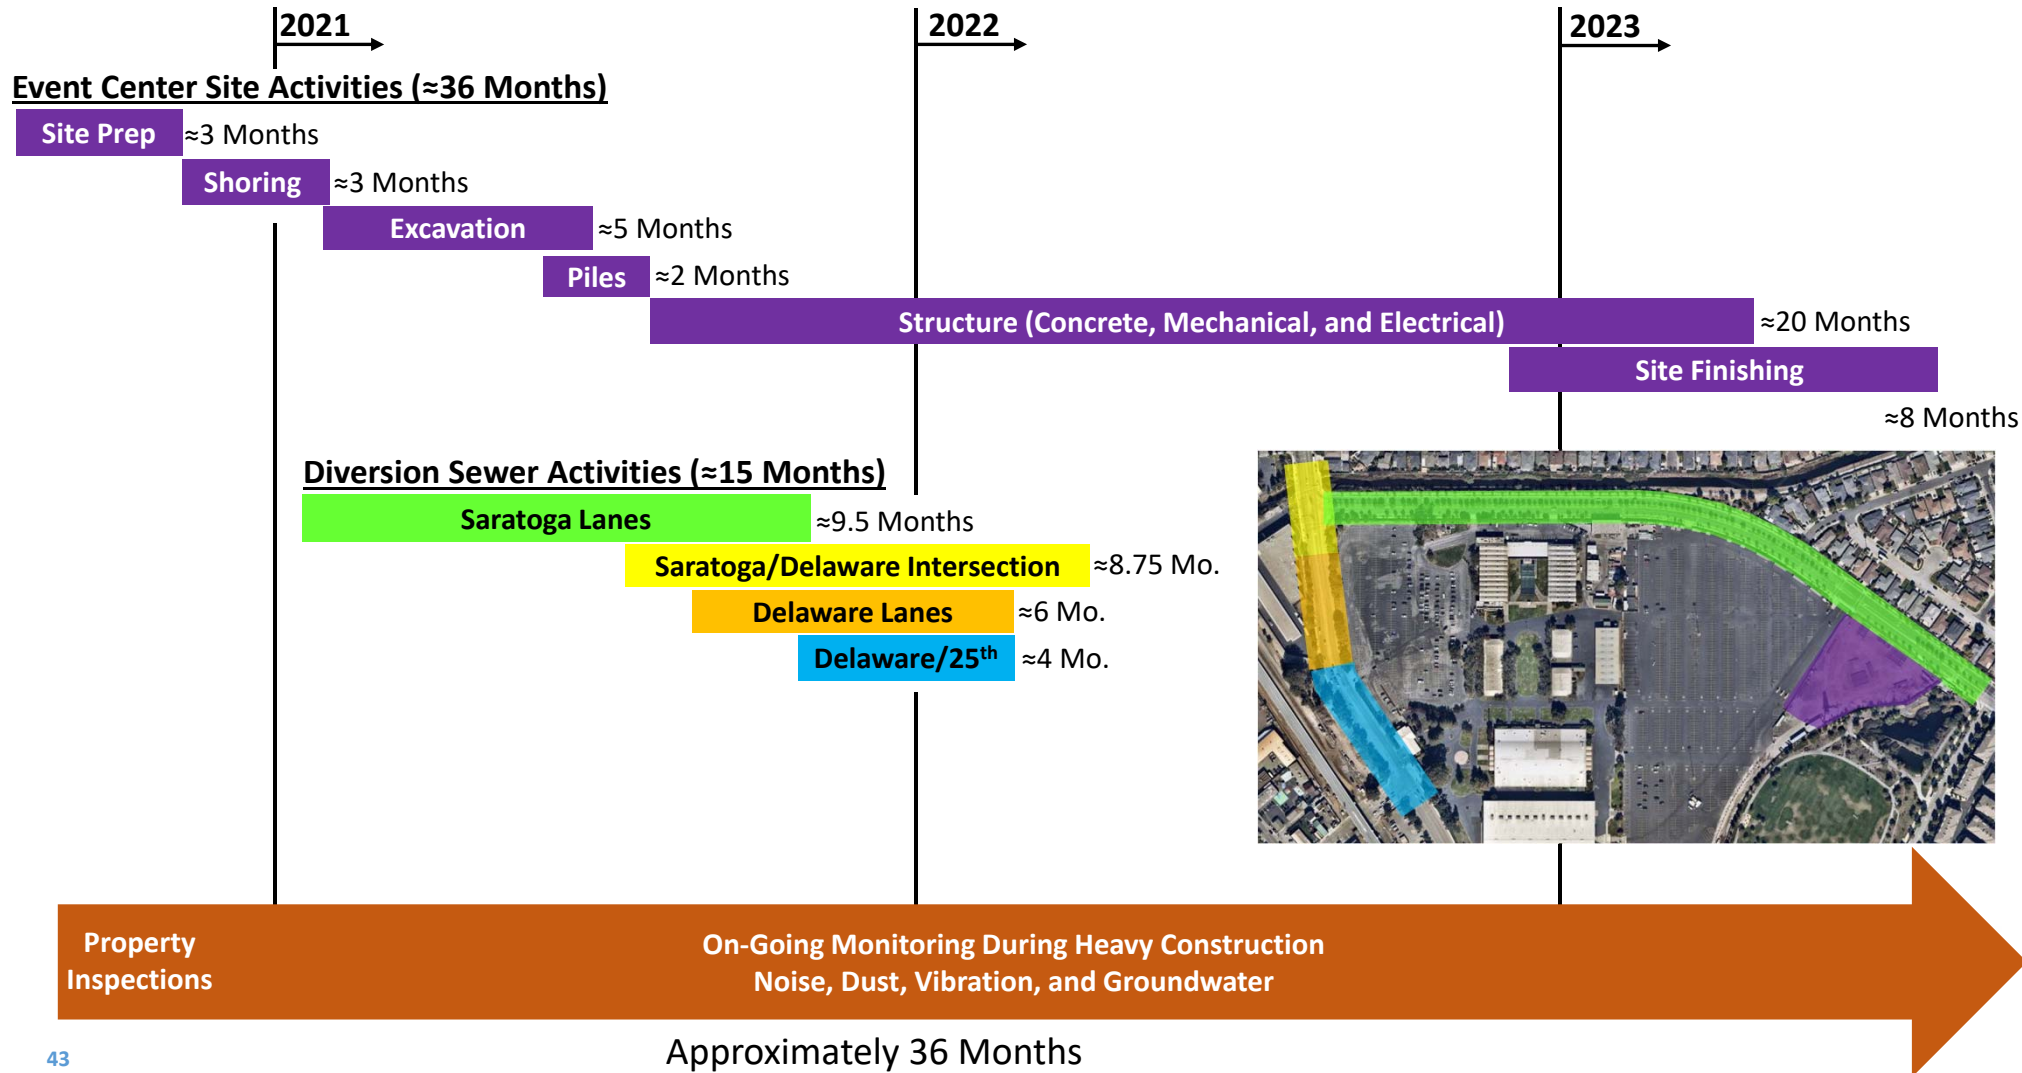 2021
2022
2023
Event Center Site Activities (≈36 Months)
Site Prep ≈3 Months
Shoring ≈3 Months
Excavation ≈5 Months
Piles ≈2 Months
Structure (Concrete, Mechanical, and Electrical) ≈20 Months
Site Finishing
≈8 Months
Diversion Sewer Activities (≈15 Months)
Saratoga Lanes ≈9.5 Months
Saratoga/Delaware Intersection ≈8.75 Mo.
Delaware Lanes ≈6 Mo.
Delaware/25th ≈4 Mo.
Property
Inspections
On-Going Monitoring During Heavy Construction
Noise, Dust, Vibration, and Groundwater
Approximately 36 Months
43